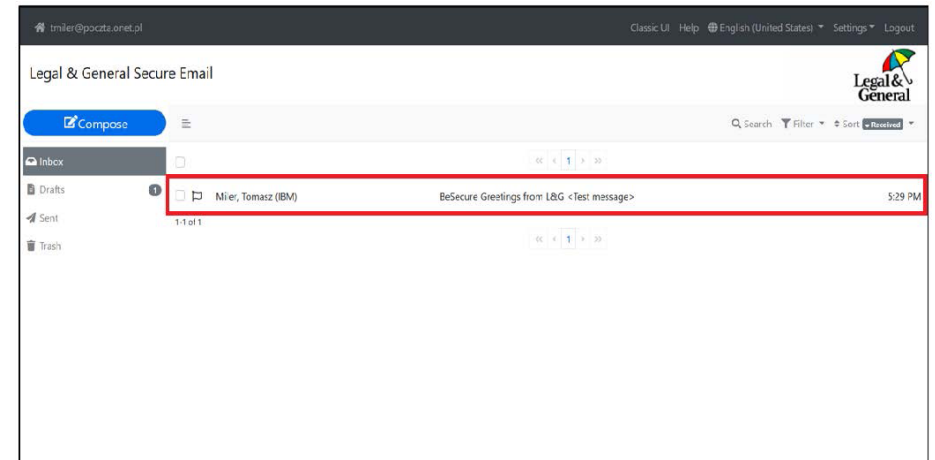 tmiler@poczta.onet.pl Classic UI Help English (United States) Settings Logout
Legal & General Secure Email
Legal &
General
Compose Search Filter Sort Received
Inbox « < 1 > »
Drafts 1
Miler, Tomasz (IBM) BeSecure Greetings from L&G <Test message> 5:29 PM
Sent
1-1 of 1
Trash « < 1 > »